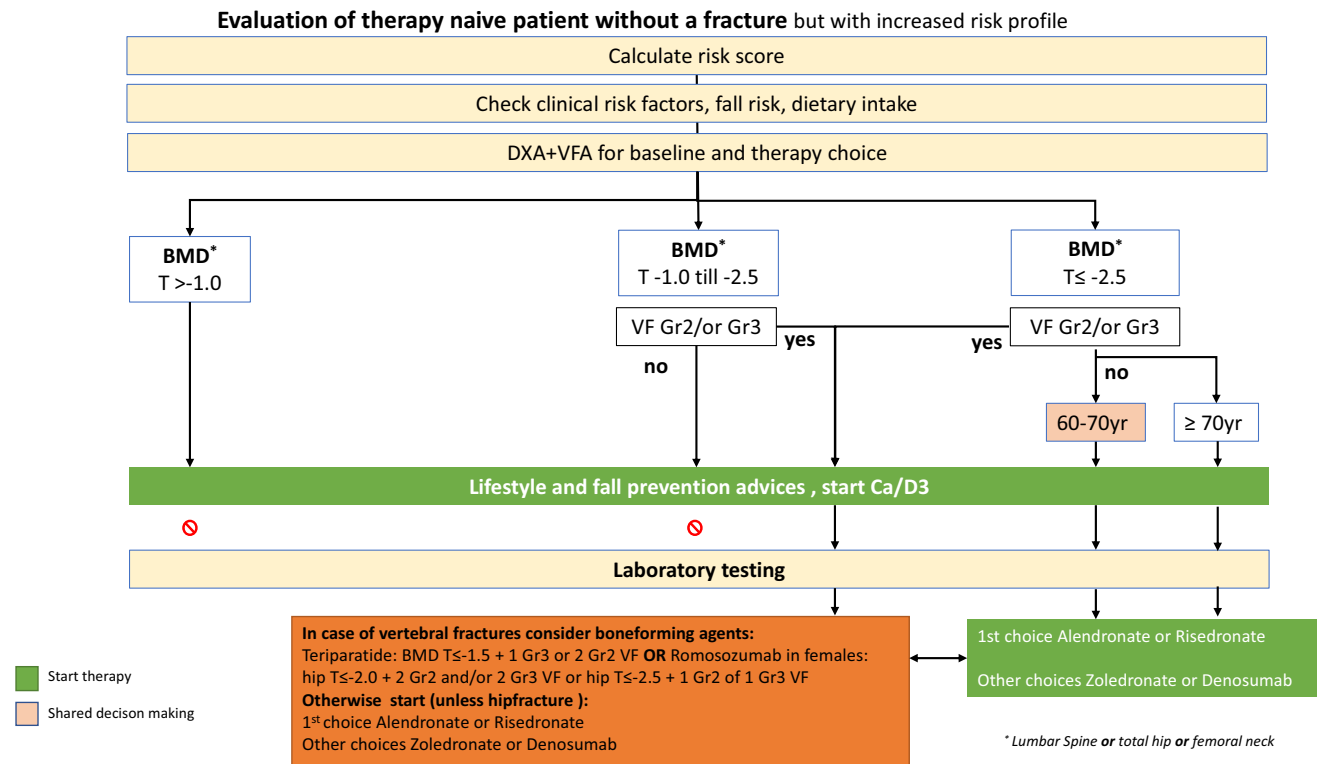 Evaluation of therapy naive patient without a fracture but with increased risk profile
Calculate risk score
Check clinical risk factors, fall risk, dietary intake
DXA+VFA for baseline and therapy choice
BMD*
T >-1.0
BMD*
T -1.0 till -2.5
BMD*
T≤ -2.5
VF Gr2/or Gr3
yes
no
VF Gr2/or Gr3
yes
no
60-70yr
≥ 70yr
Lifestyle and fall prevention advices , start Ca/D3
Laboratory testing
In case of vertebral fractures consider boneforming agents:
Teriparatide: BMD T≤-1.5 + 1 Gr3 or 2 Gr2 VF OR Romosozumab in females:
hip T≤-2.0 + 2 Gr2 and/or 2 Gr3 VF or hip T≤-2.5 + 1 Gr2 of 1 Gr3 VF
Otherwise start (unless hipfracture ):
1st choice Alendronate or Risedronate
Other choices Zoledronate or Denosumab
1st choice Alendronate or Risedronate
Other choices Zoledronate or Denosumab
Start therapy
Shared decison making
* Lumbar Spine or total hip or femoral neck